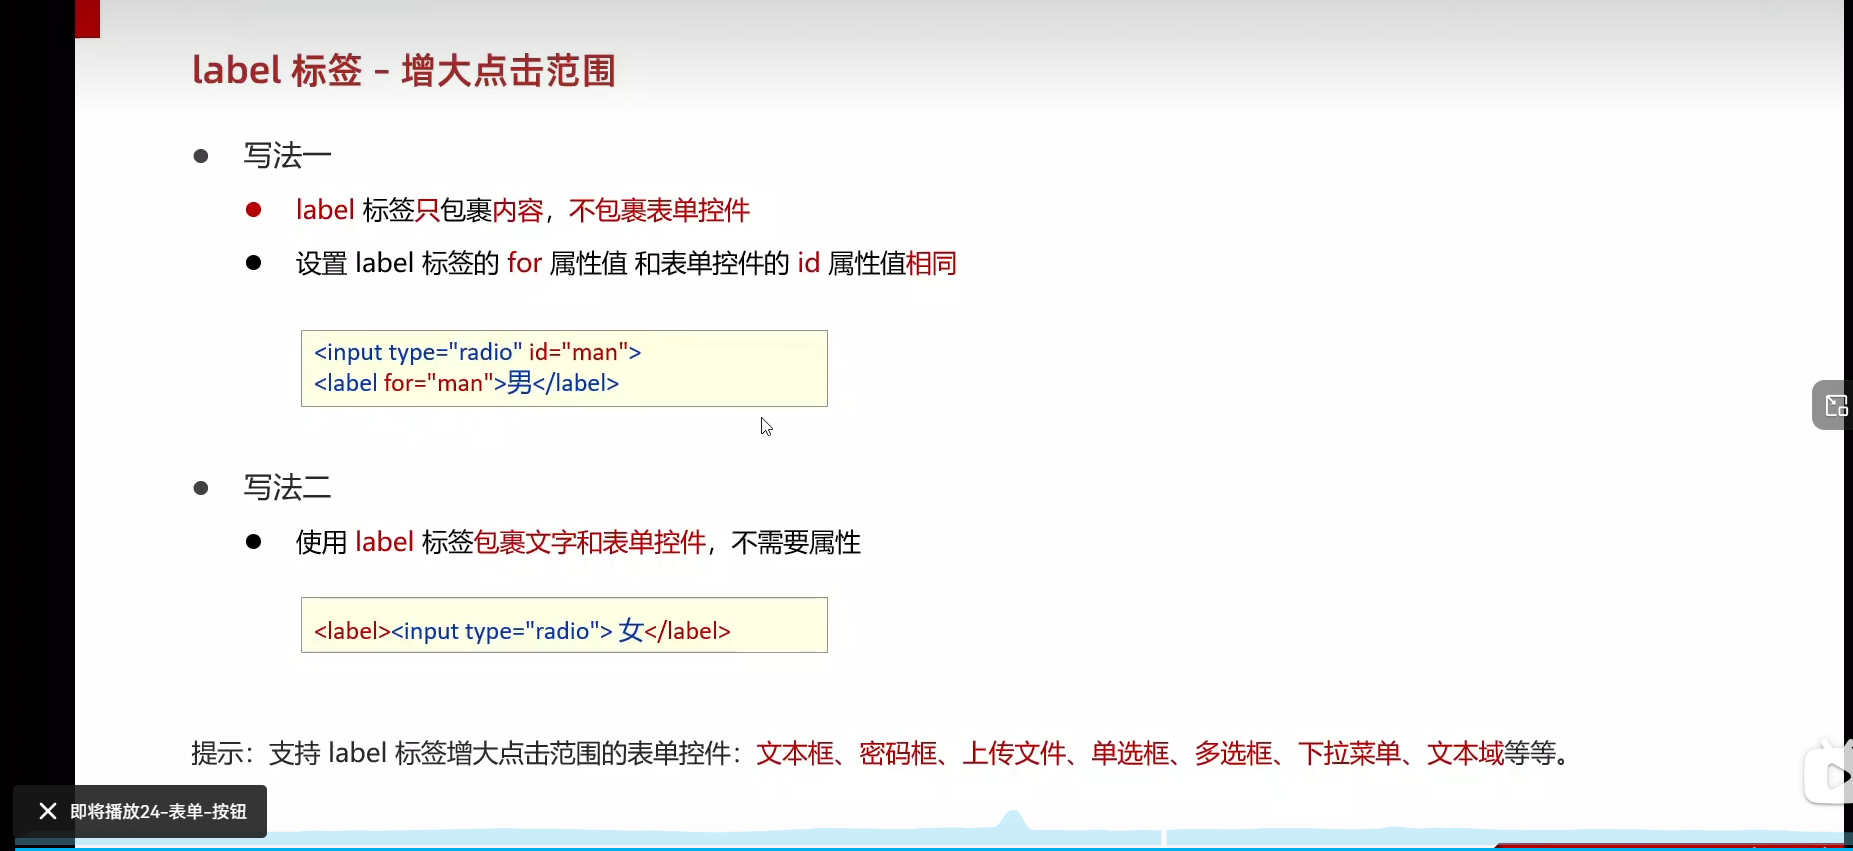 label 标签 – 增大点击范围
写法一
label 标签只包裹内容，不包裹表单控件
设置 label 标签的 for 属性值 和表单控件的 id 属性值相同
<input type="radio" id="man">
<label for="man">男</label>
写法二
使用 label 标签包裹文字和表单控件，不需要属性
<label><input type="radio"> 女</label>
提示：支持 label 标签增大点击范围的表单控件：文本框、密码框、上传文件、单选框、多选框、下拉菜单、文本域等等。
即将播放24-表单-按钮